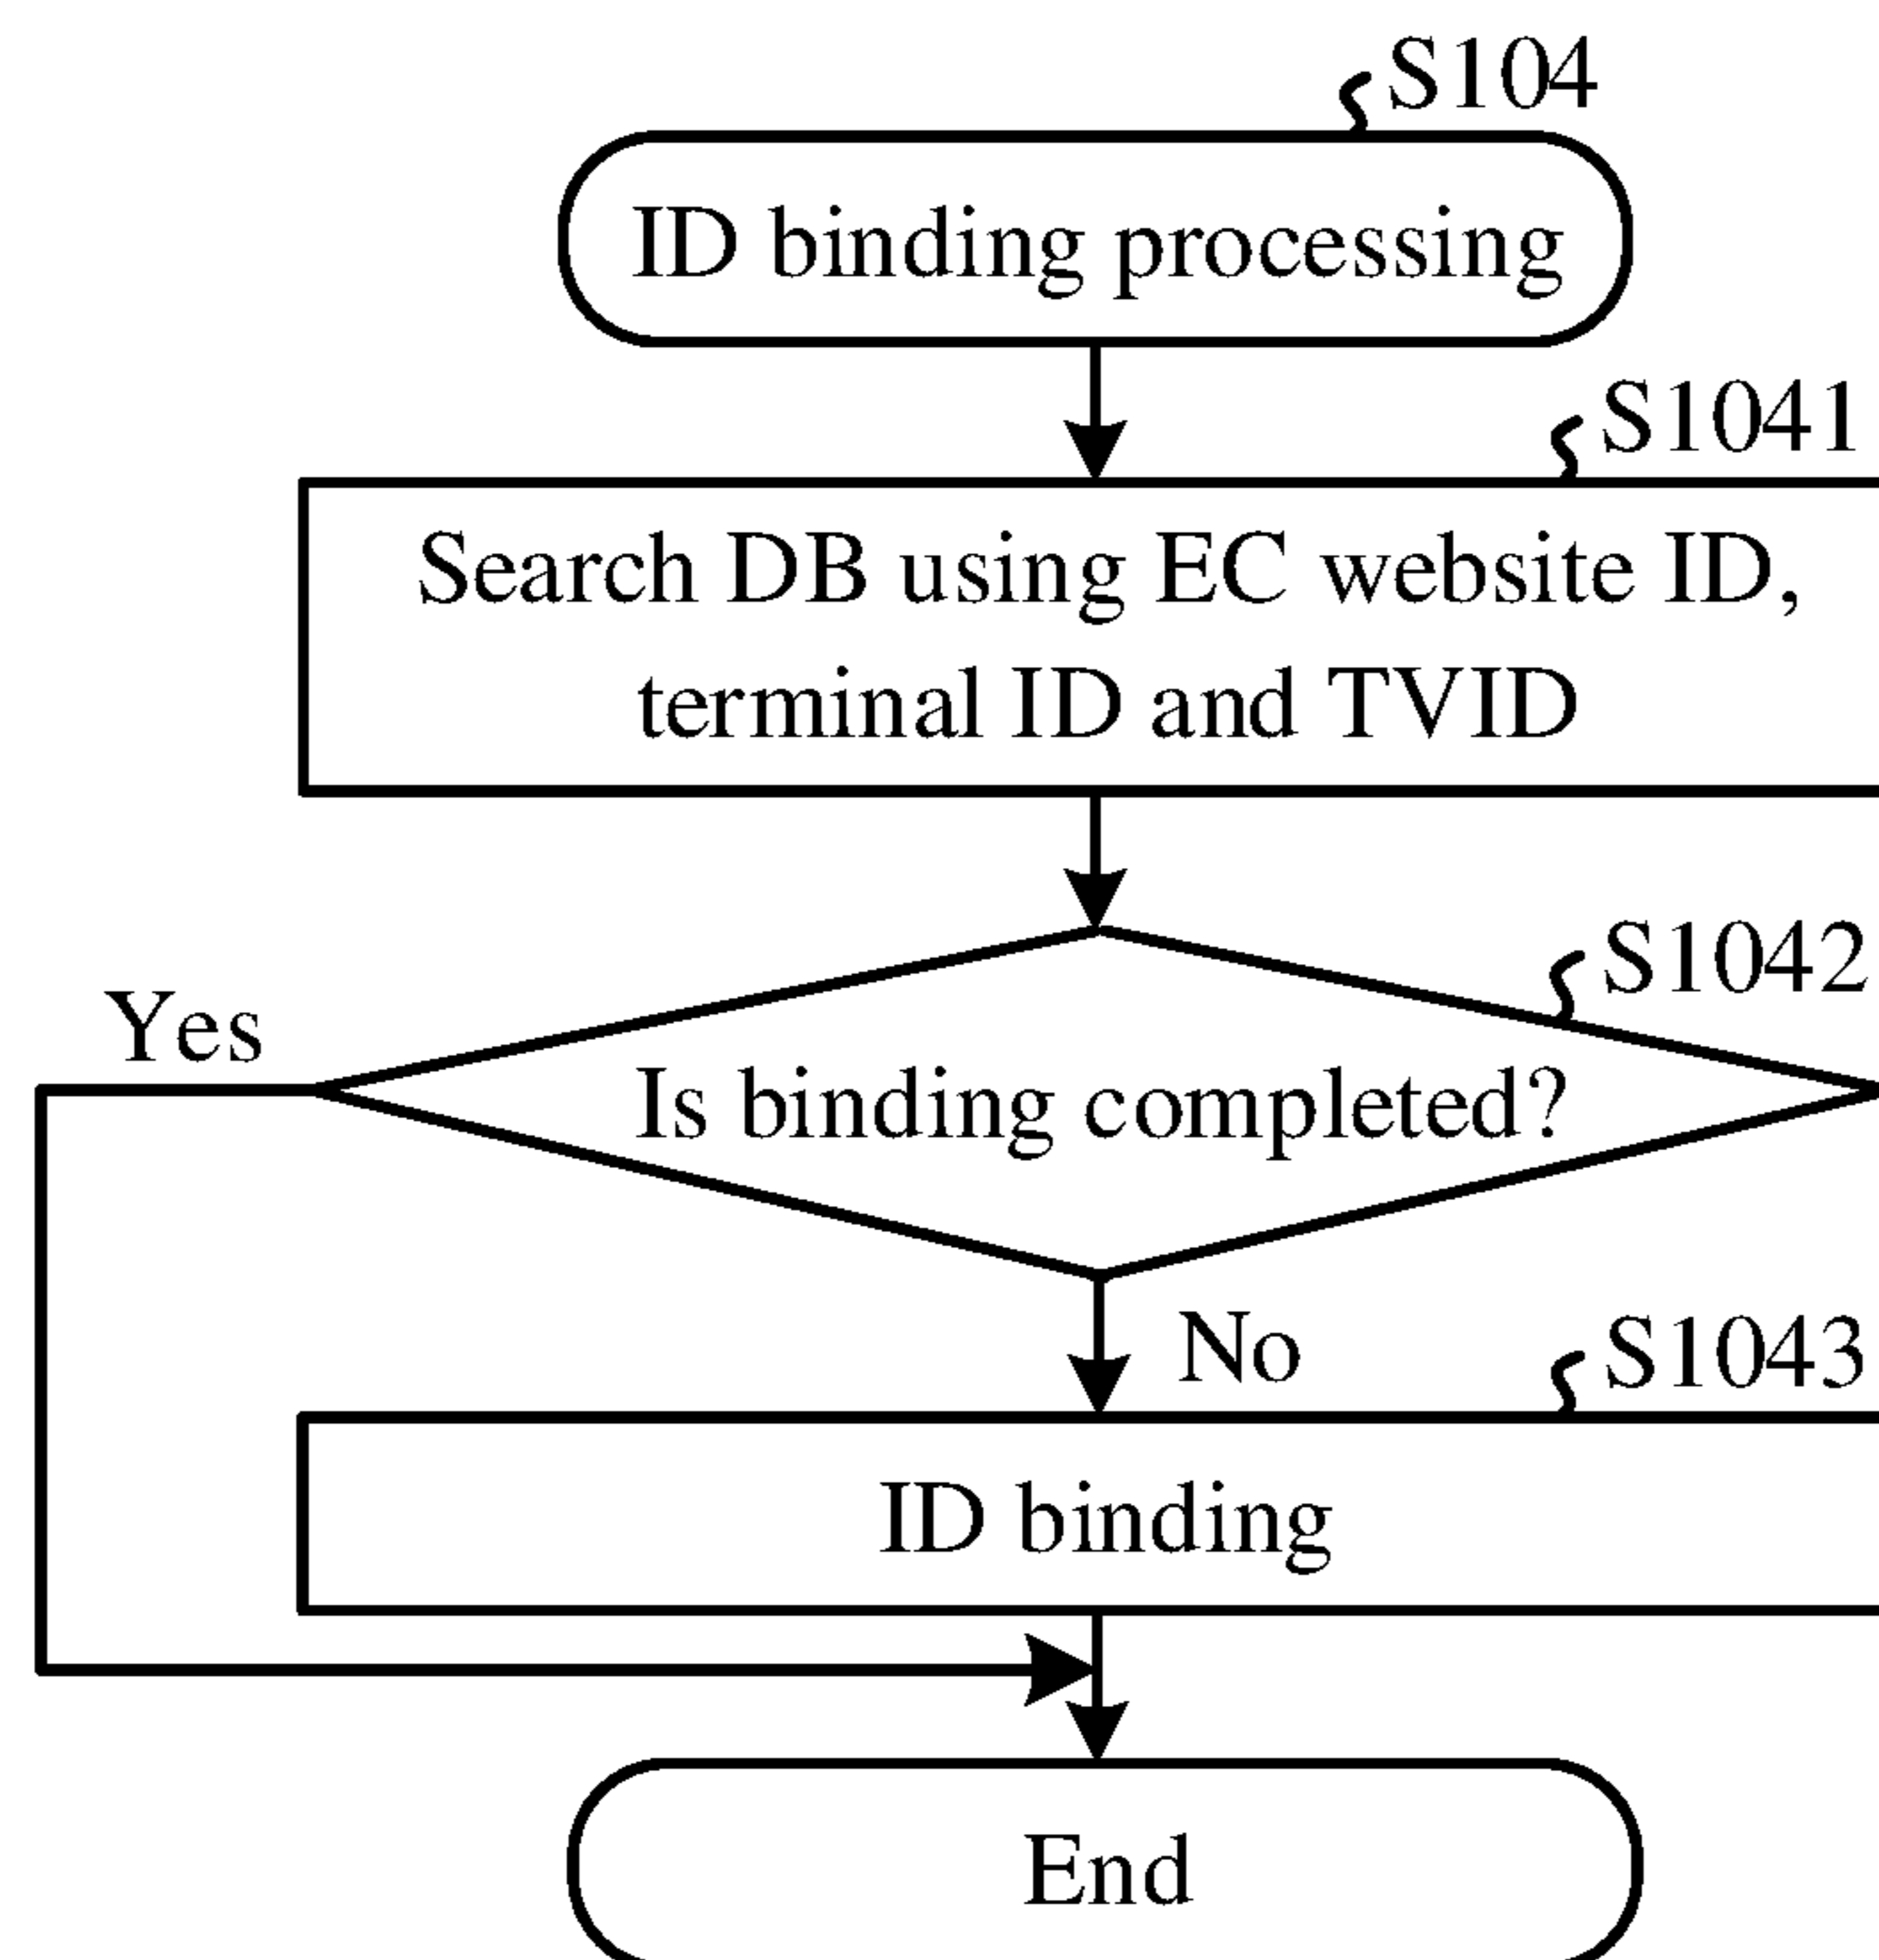 S104
ID binding processing
S1041
Search DB using EC website ID,
terminal ID and TVID
S1042
Yes
Is binding completed?
No
S1043
ID binding
End